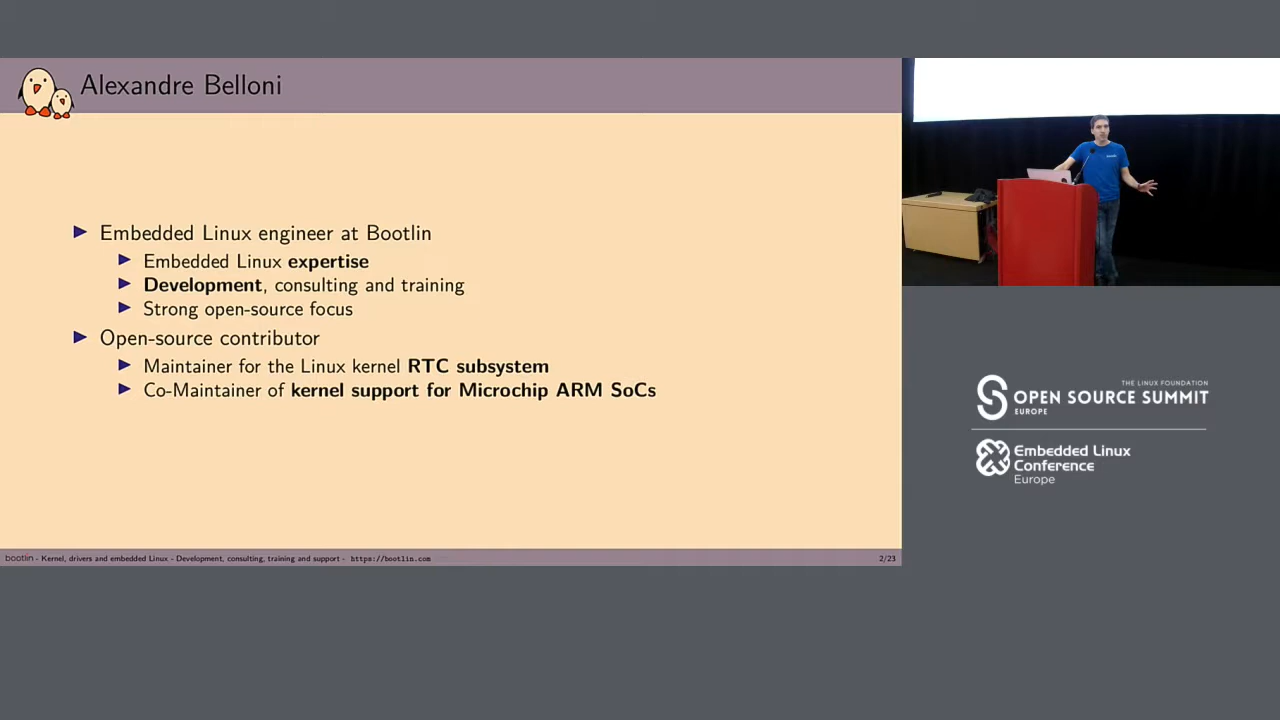 Alexandre Belloni
Embedded Linux engineer at Bootlin
Embedded Linux expertise
Development, consulting and training
Strong open-source focus
Open-source contributor
Maintainer for the Linux kernel RTC subsystem
Co-Maintainer of kernel support for Microchip ARM SoCs
bootlin - Kernel, drivers and embedded Linux - Development, consulting, training and support - https://bootlin.com
2/23
THE LINUX FOUNDATION
OPEN SOURCE SUMMIT
EUROPE
Embedded Linux
Conference
Europe